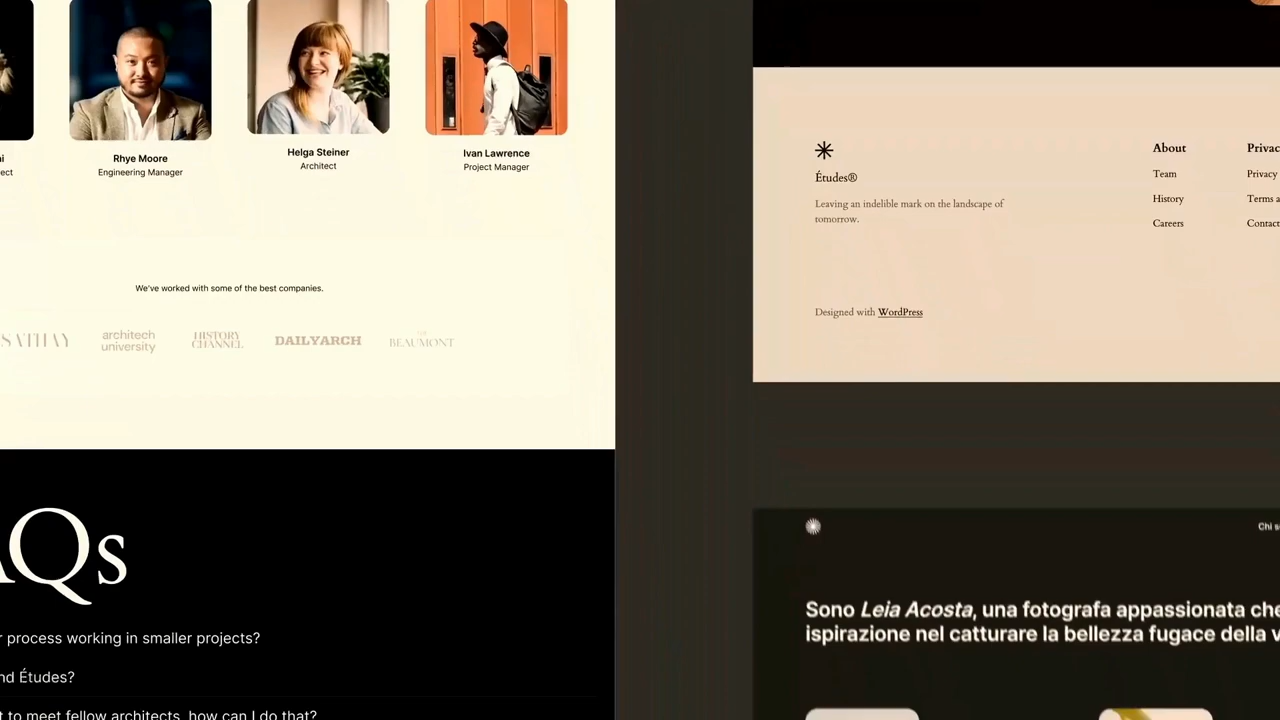 Rhye Moore
Engineering Manager
Helga Steiner
Architect
Ivan Lawrence
Project Manager
We've worked with some of the best companies.
architech
university
HISTORY
CHANNEL
DAILYARCH
BEAUMONT
AQs
process working in smaller projects?
Études?
to meet fellow architects, how can I do that?
Études®
Leaving an indelible mark on the landscape of
tomorrow.
About
Team
History
Careers
Privacy
Terms
Designed with WordPress
Chi
Sono Leia Acosta, una fotografa appassionata che
ispirazione nel catturare la bellezza fugace della